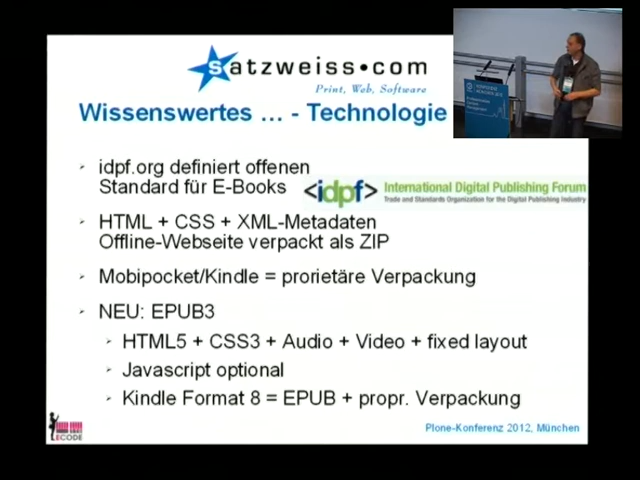 satzweiss.com
Print, Web, Software
Wissenswertes ... - Technologie
idpf.org definiert offenen
Standard für E-Books
<idpf> International Digital Publishing Forum
Trade and Standards Organization for the Digital Publishing Industry
HTML + CSS + XML-Metadaten
Offline-Webseite verpackt als ZIP
Mobipocket/Kindle = prorietäre Verpackung
NEU: EPUB3
HTML5 + CSS3 + Audio + Video + fixed layout
Javascript optional
Kindle Format 8 = EPUB + propr. Verpackung
ECODE
Plone-Konferenz 2012, München